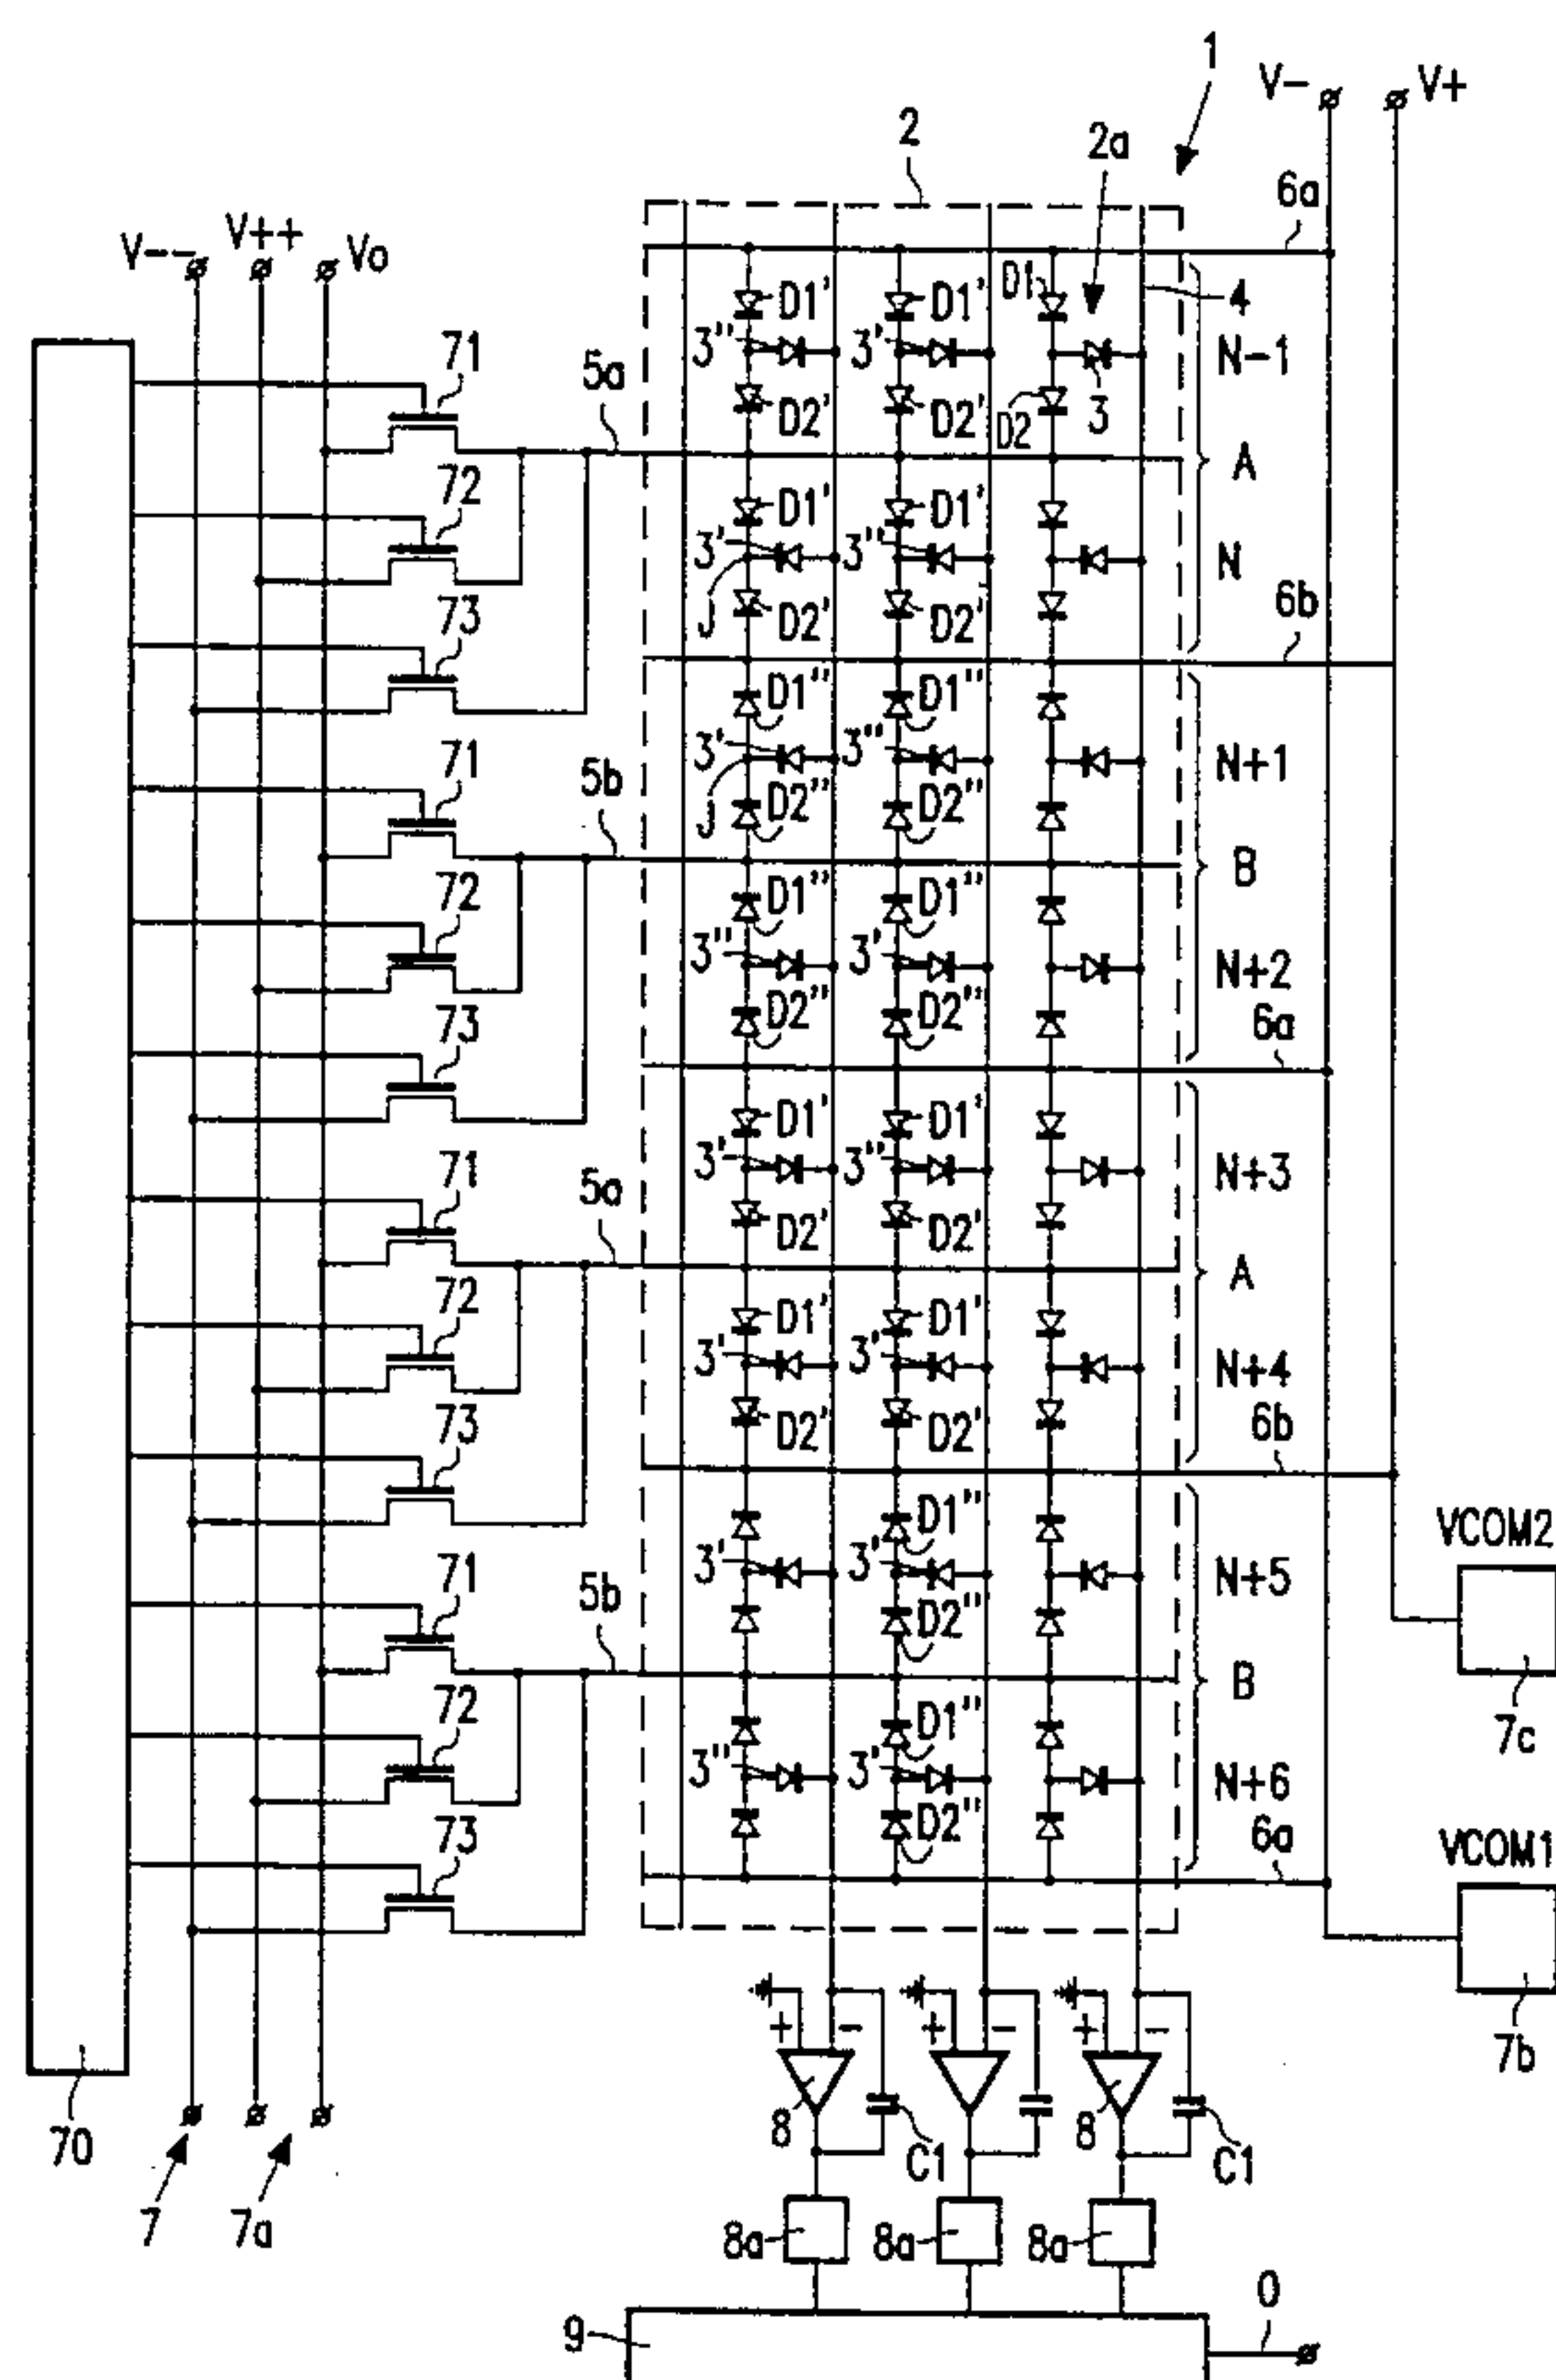 1
V-
V+
2
2a
6a
V--
V++
Vo
D1'
D1'
D1
4
3''
3'
N-1
71
5a
D2'
D2'
D2
3
A
72
D1'
D1'
3'
3''
N
J
D2'
D2'
6b
73
D1''
D1''
3'
3''
N+1
71
5b
J
D2''
D2''
B
72
D1''
D1''
3''
3'
N+2
D2''
D2''
6a
73
D1'
D1'
3'
3''
N+3
71
5a
D2'
D2'
A
72
D1'
D1'
3'
3'
N+4
73
D2'
D2'
6b
D1''
VCOM2
3'
3'
N+5
71
5b
D2''
B
72
D1''
7c
3''
3'
N+6
73
D2''
6a
VCOM1
+
-
+
-
+
-
7b
70
8
C1
8
C1
7
7a
8a
8a
8a
0
9